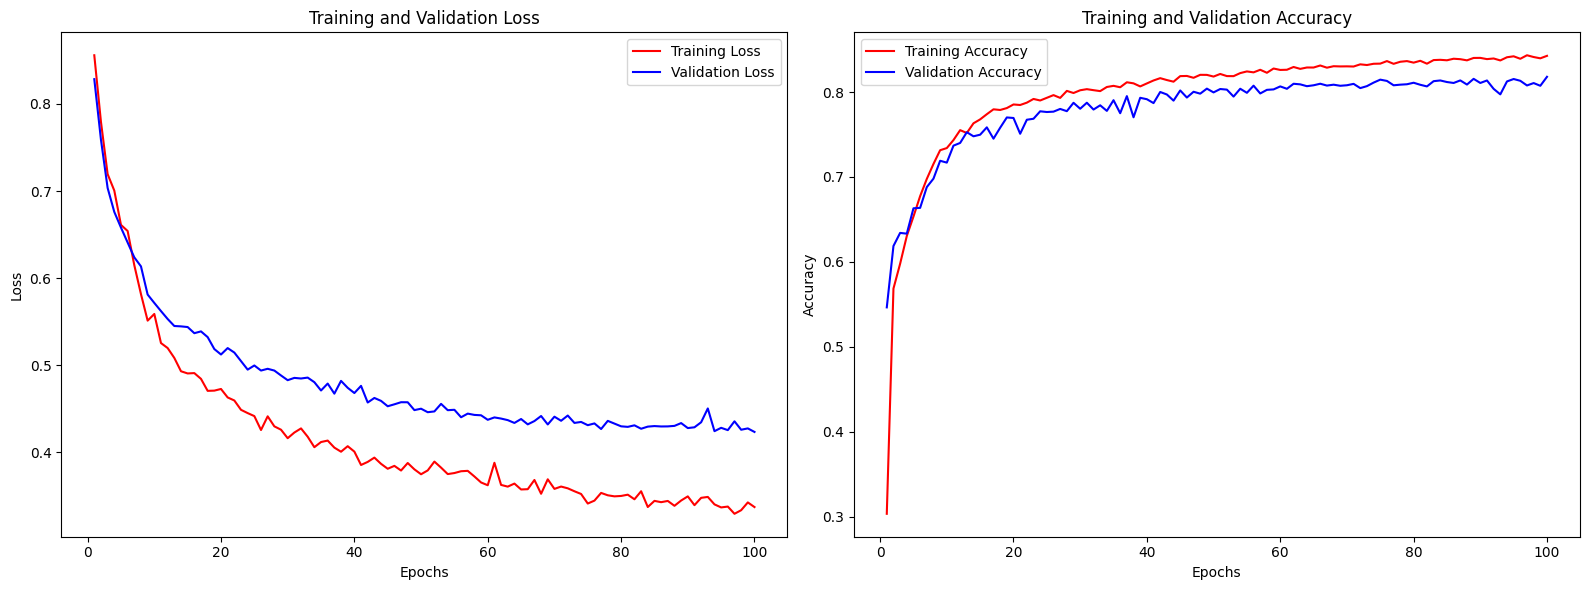 Training and Validation Loss
Training Loss
Validation Loss
Loss
0.8
0.7
0.6
0.5
0.4
0
20
40
60
80
100
Epochs
Training and Validation Accuracy
Training Accuracy
Validation Accuracy
Accuracy
0.8
0.7
0.6
0.5
0.4
0.3
0
20
40
60
80
100
Epochs